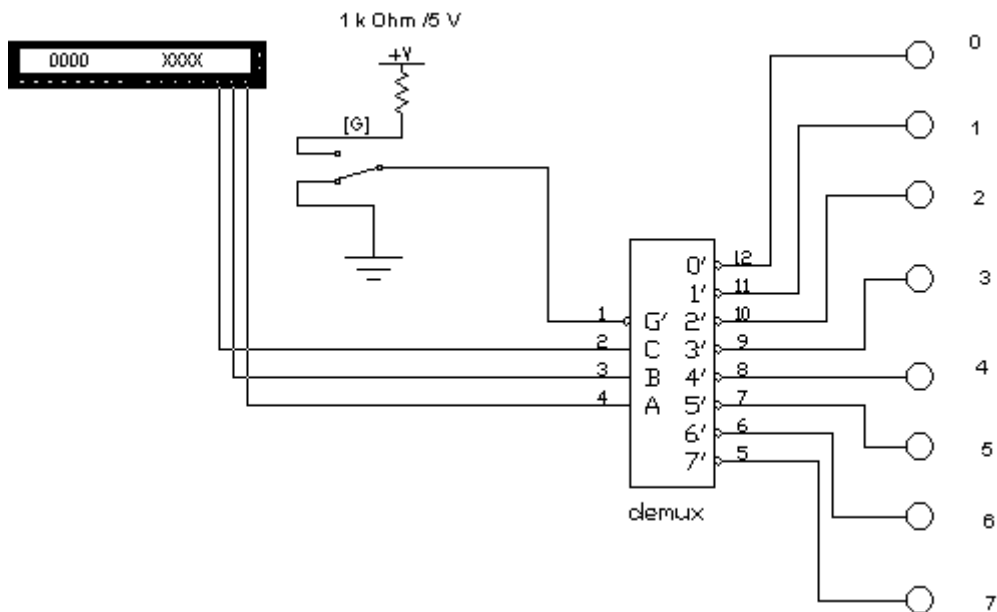 1 k Ohm /5 V
0000 XXXX
+V
[G]
0
1
2
3
4
5
6
7
1 G' 0' 12
2 C 1' 11
3 B 2' 10
4 A 3' 9
4' 8
5' 7
6' 6
7' 5
demux